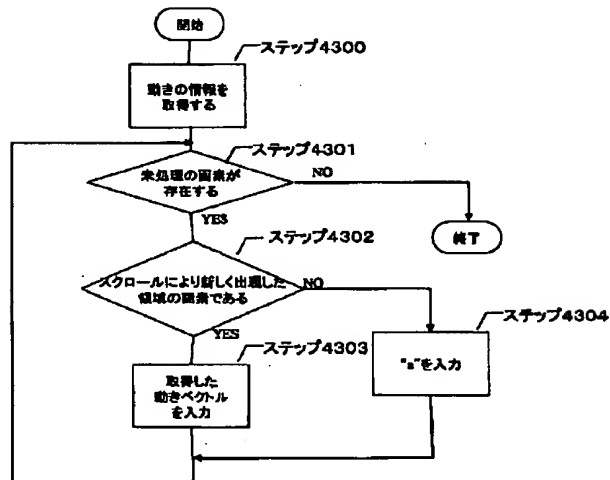 開始
ステップ4300
動きの情報を
取得する
ステップ4301
未処理の画素が
存在する
NO
YES
終了
ステップ4302
スクロールにより新しく出現した
領域の画素である
NO
YES
ステップ4303
ステップ4304
取得した
動きベクトル
を入力
"a"を入力